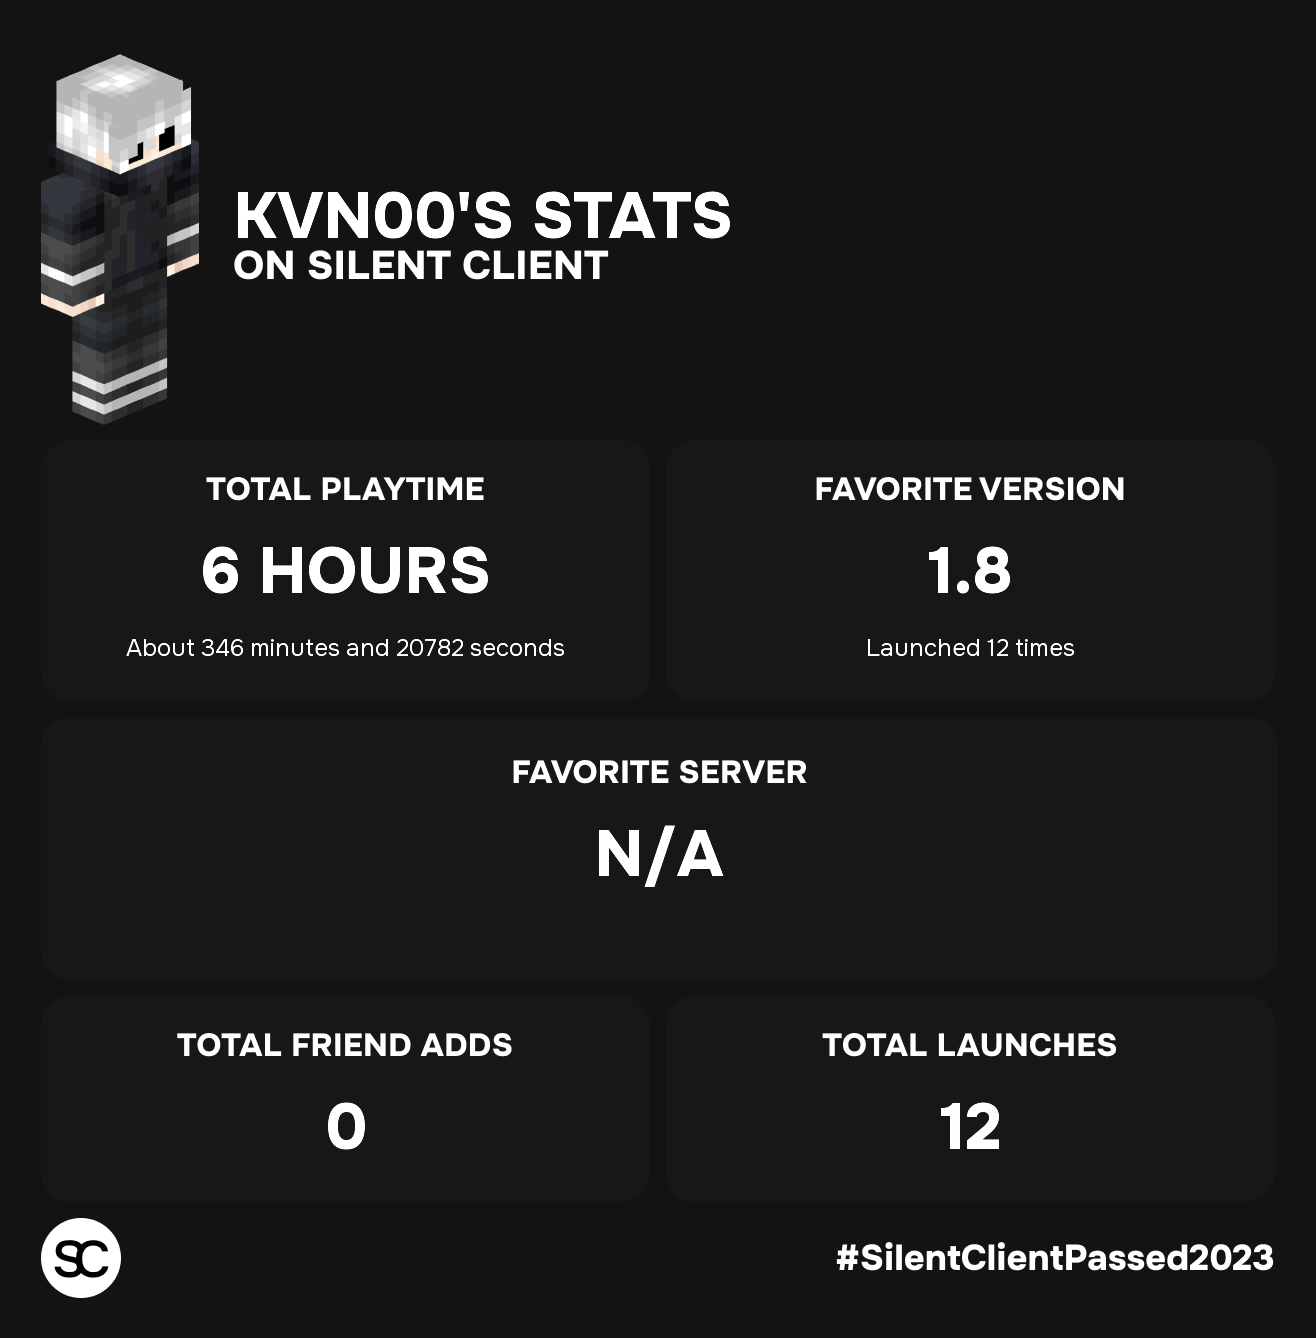 KVN00'S STATS
ON SILENT CLIENT
TOTAL PLAYTIME
6 HOURS
About 346 minutes and 20782 seconds
FAVORITE VERSION
1.8
Launched 12 times
FAVORITE SERVER
N/A
TOTAL FRIEND ADDS
0
TOTAL LAUNCHES
12
SC
#SilentClientPassed2023